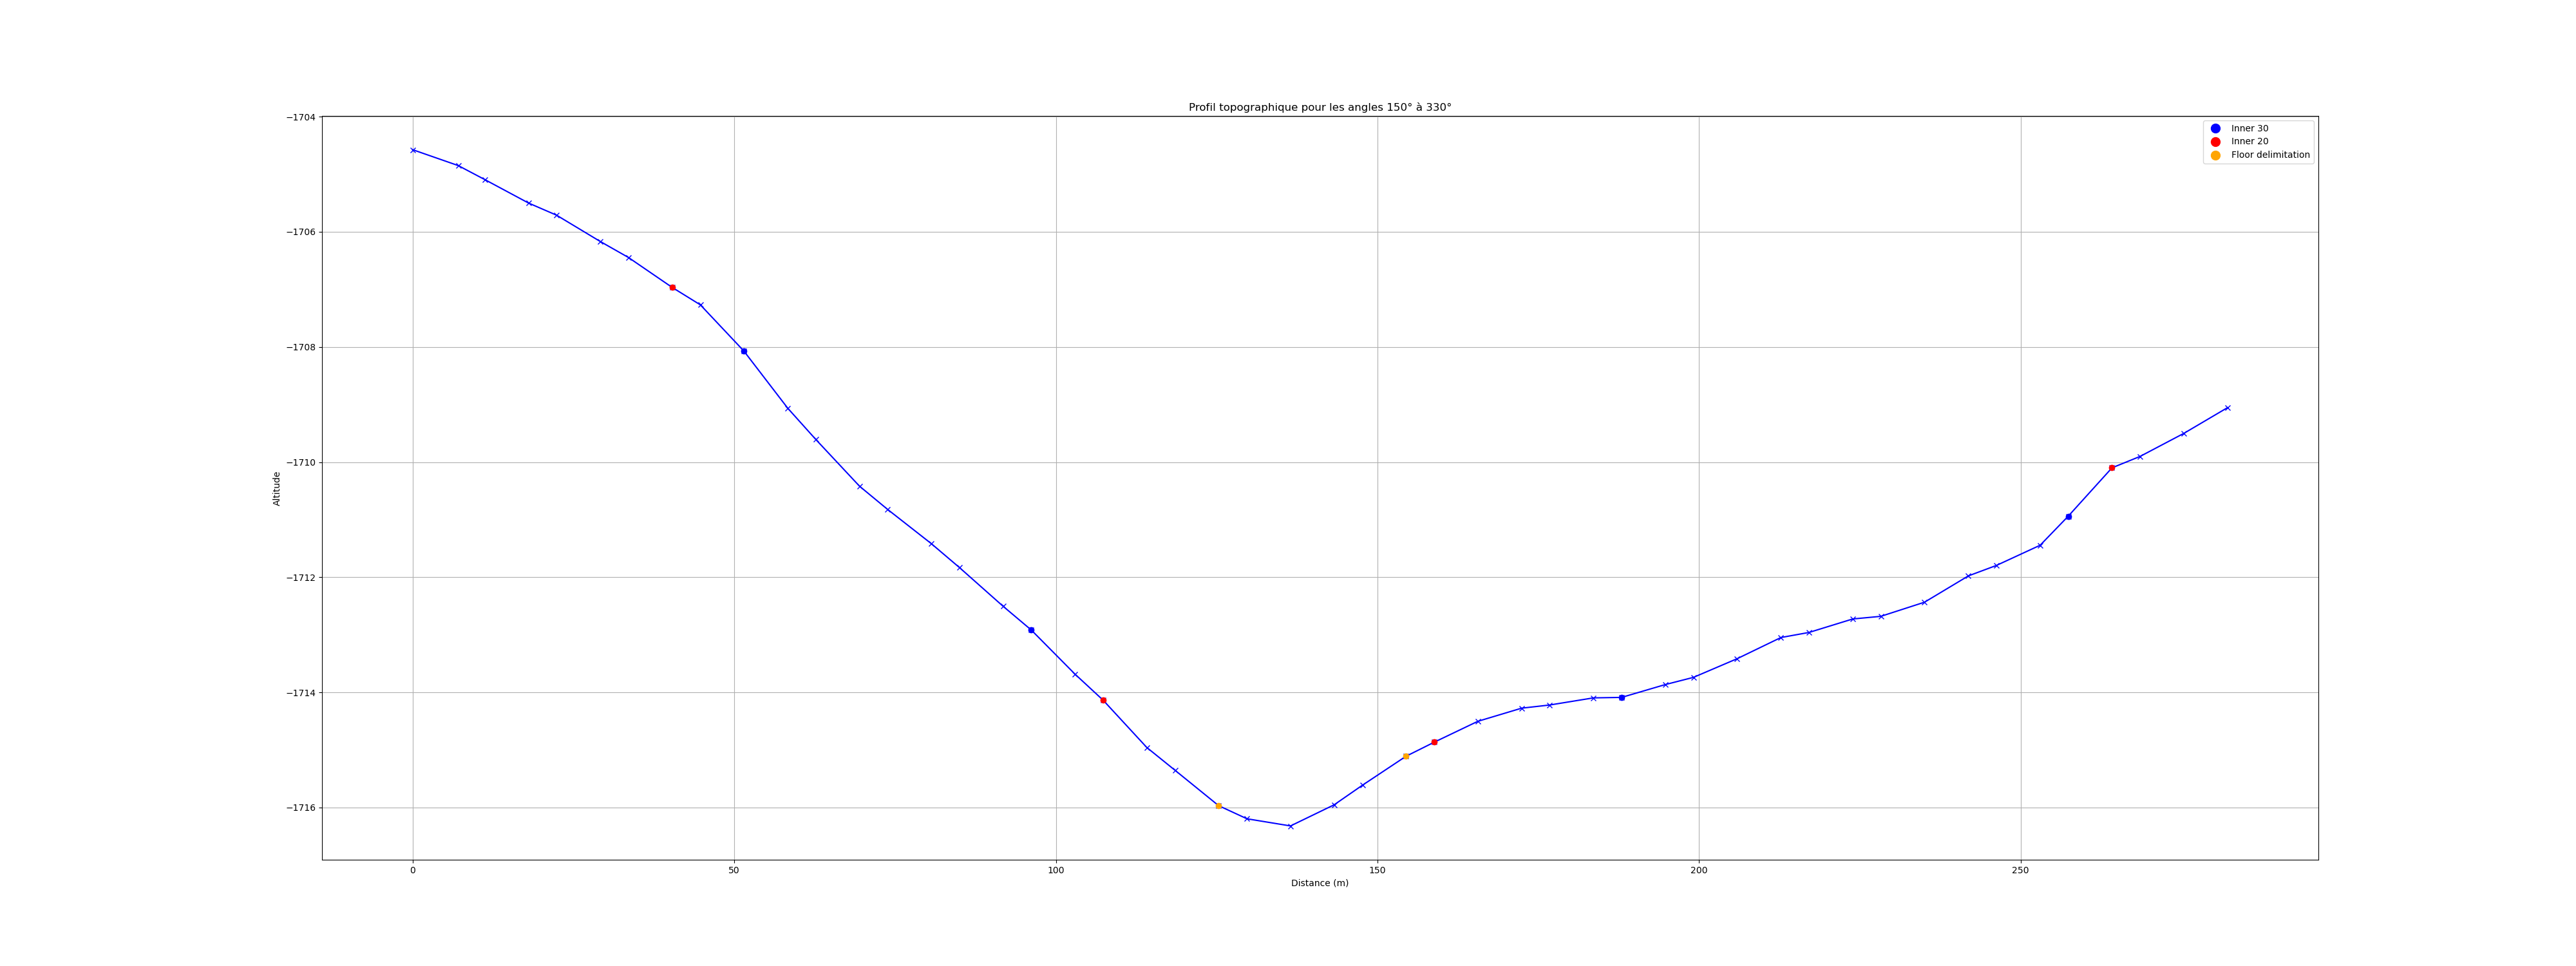 Profil topographique pour les angles 150° à 330°
Inner 30
Inner 20
Floor delimitation
−1704
−1706
−1708
−1710
−1712
−1714
−1716
Altitude
0 50 100 150 200 250
Distance (m)